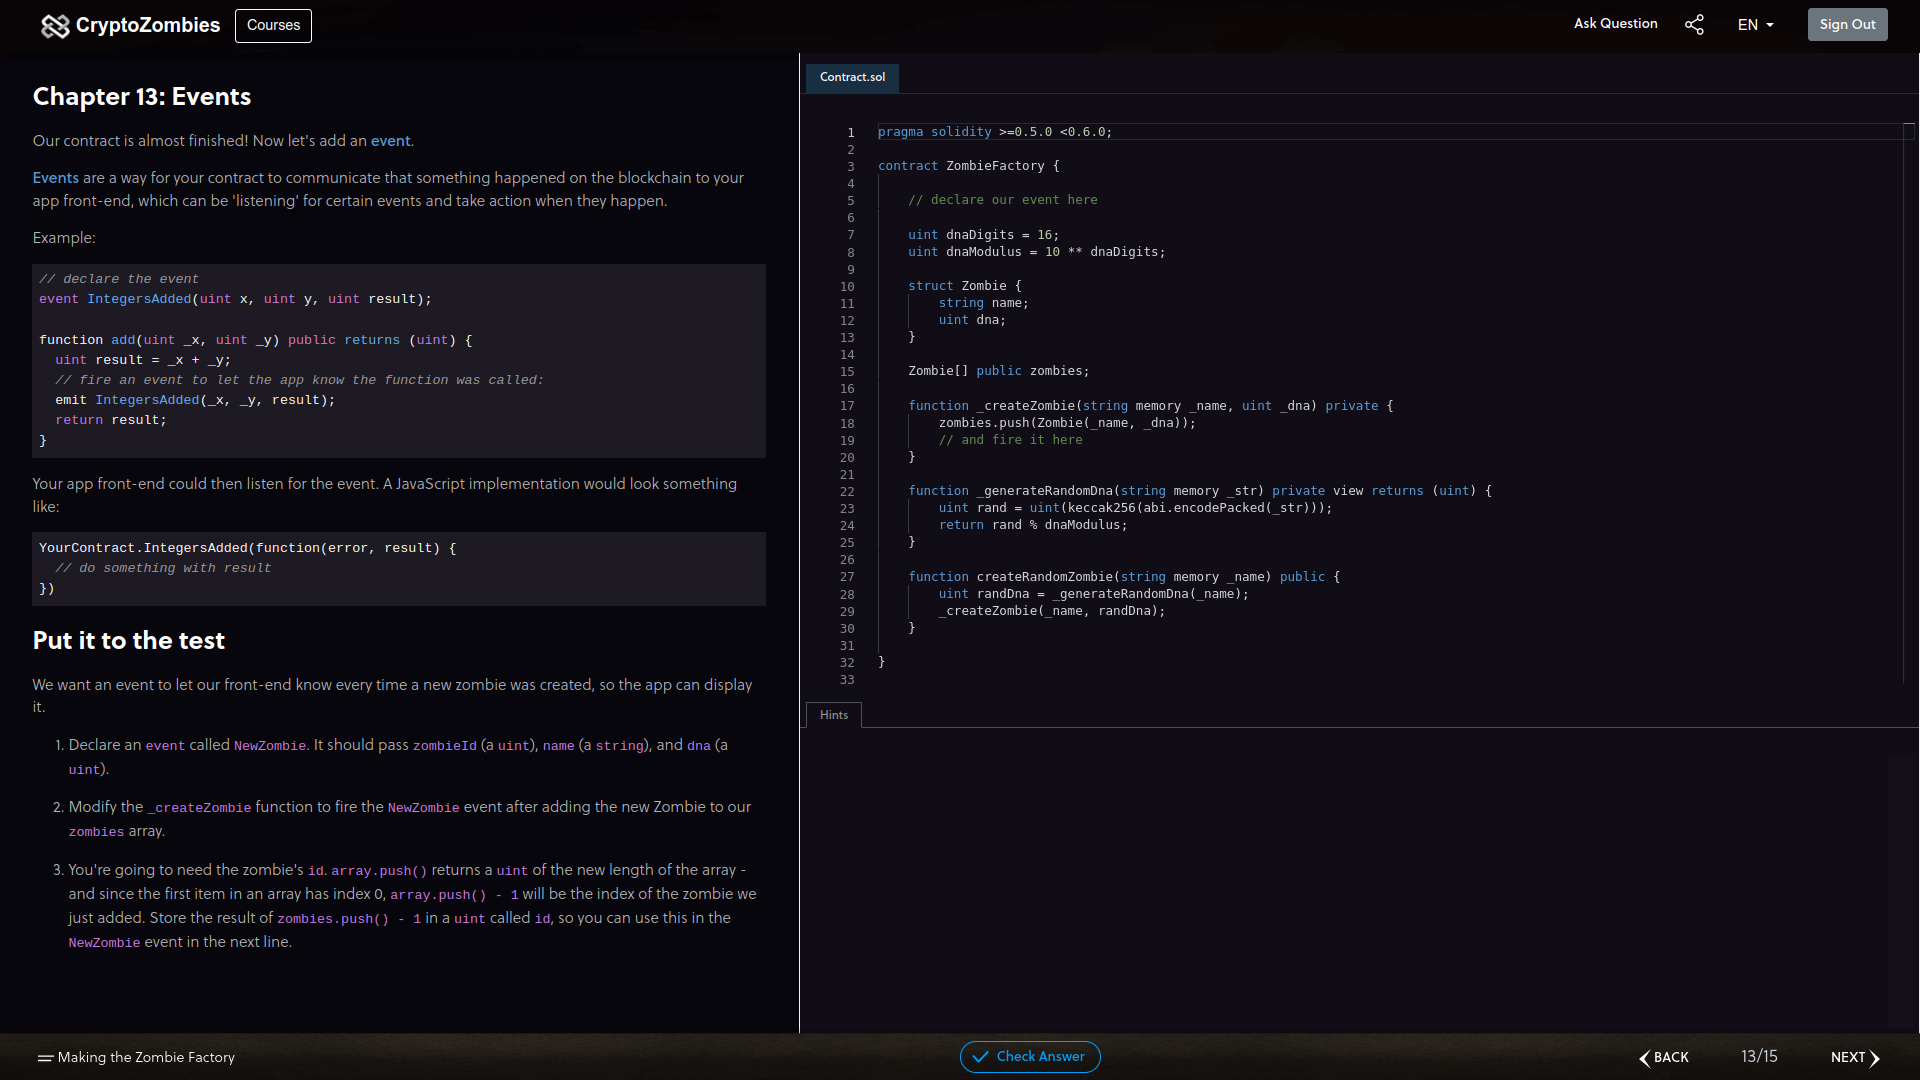 CryptoZombies
Courses
Ask Question
EN
Sign Out
Chapter 13: Events
Our contract is almost finished! Now let's add an event.
Events are a way for your contract to communicate that something happened on the blockchain to your
app front-end, which can be 'listening' for certain events and take action when they happen.
Example:
// declare the event
event IntegersAdded(uint x, uint y, uint result);
function add(uint _x, uint _y) public returns (uint) {
  uint result = _x + _y;
  // fire an event to let the app know the function was called:
  emit IntegersAdded(_x, _y, result);
  return result;
}
Your app front-end could then listen for the event. A JavaScript implementation would look something
like:
YourContract.IntegersAdded(function(error, result) {
  // do something with result
})
Put it to the test
We want an event to let our front-end know every time a new zombie was created, so the app can display
it.
1. Declare an event called NewZombie. It should pass zombieId (a uint), name (a string), and dna (a
uint).
2. Modify the _createZombie function to fire the NewZombie event after adding the new Zombie to our
zombies array.
3. You're going to need the zombie's id. array.push() returns a uint of the new length of the array -
and since the first item in an array has index 0, array.push() - 1 will be the index of the zombie we
just added. Store the result of zombies.push() - 1 in a uint called id, so you can use this in the
NewZombie event in the next line.
Contract.sol
1 pragma solidity >=0.5.0 <0.6.0;
2
3 contract ZombieFactory {
4
5     // declare our event here
6
7     uint dnaDigits = 16;
8     uint dnaModulus = 10 ** dnaDigits;
9
10     struct Zombie {
11         string name;
12         uint dna;
13     }
14
15     Zombie[] public zombies;
16
17     function _createZombie(string memory _name, uint _dna) private {
18         zombies.push(Zombie(_name, _dna));
19         // and fire it here
20     }
21
22     function _generateRandomDna(string memory _str) private view returns (uint) {
23         uint rand = uint(keccak256(abi.encodePacked(_str)));
24         return rand % dnaModulus;
25     }
26
27     function createRandomZombie(string memory _name) public {
28         uint randDna = _generateRandomDna(_name);
29         _createZombie(_name, randDna);
30     }
31
32 }
33
Hints
Making the Zombie Factory
Check Answer
BACK
13/15
NEXT